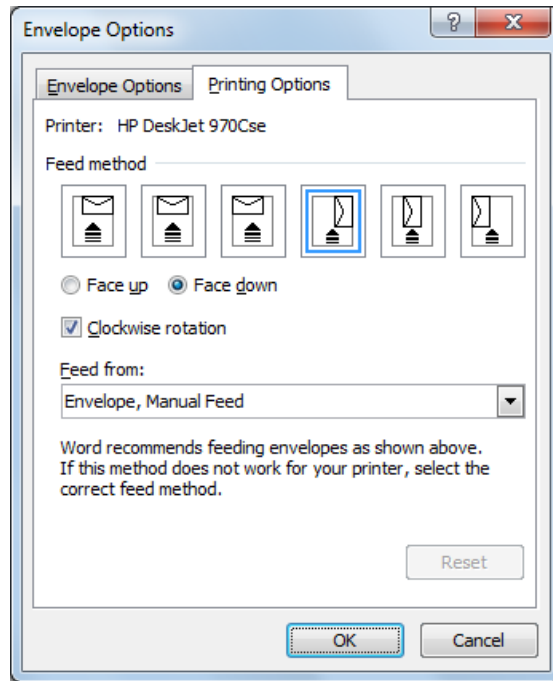 Envelope Options
Envelope Options Printing Options
Printer: HP DeskJet 970Cse
Feed method
Face up Face down
Clockwise rotation
Feed from:
Envelope, Manual Feed
Word recommends feeding envelopes as shown above.
If this method does not work for your printer, select the
correct feed method.
Reset
OK Cancel